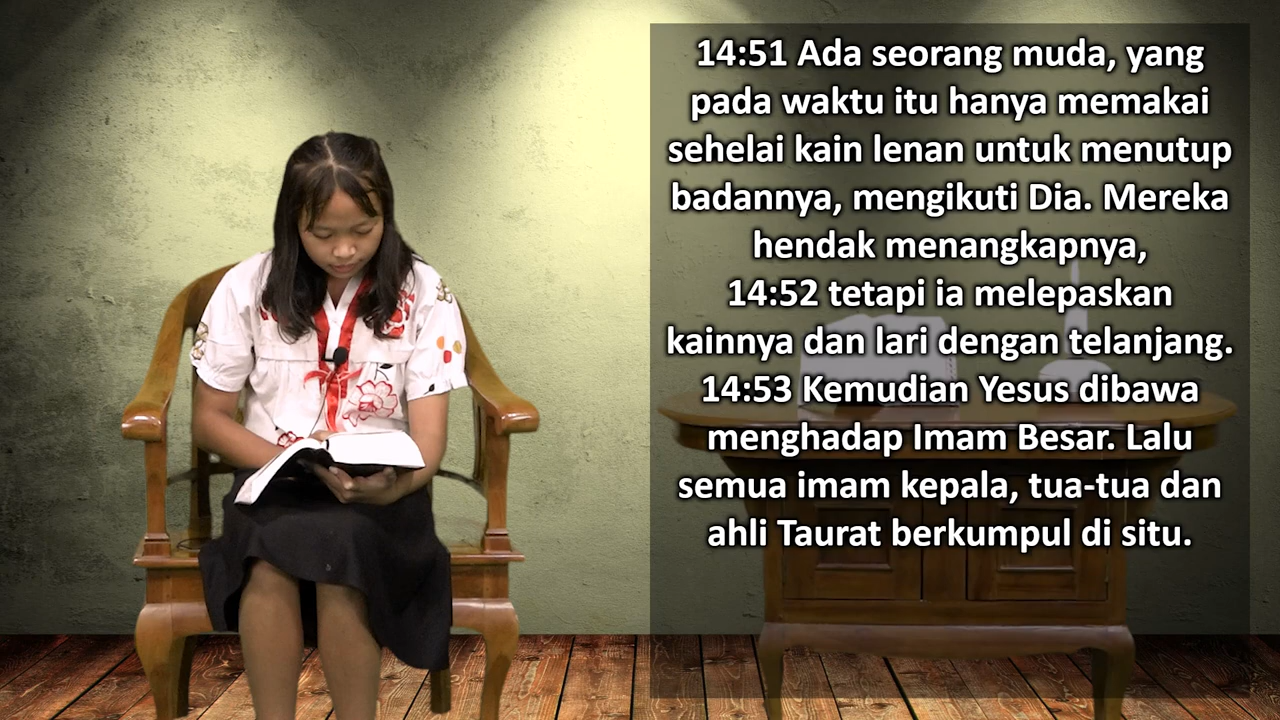 14:51 Ada seorang muda, yang
pada waktu itu hanya memakai
sehelai kain lenan untuk menutup
badannya, mengikuti Dia. Mereka
hendak menangkapnya,
14:52 tetapi ia melepaskan
kainnya dan lari dengan telanjang.
14:53 Kemudian Yesus dibawa
menghadap Imam Besar. Lalu
semua imam kepala, tua-tua dan
ahli Taurat berkumpul di situ.